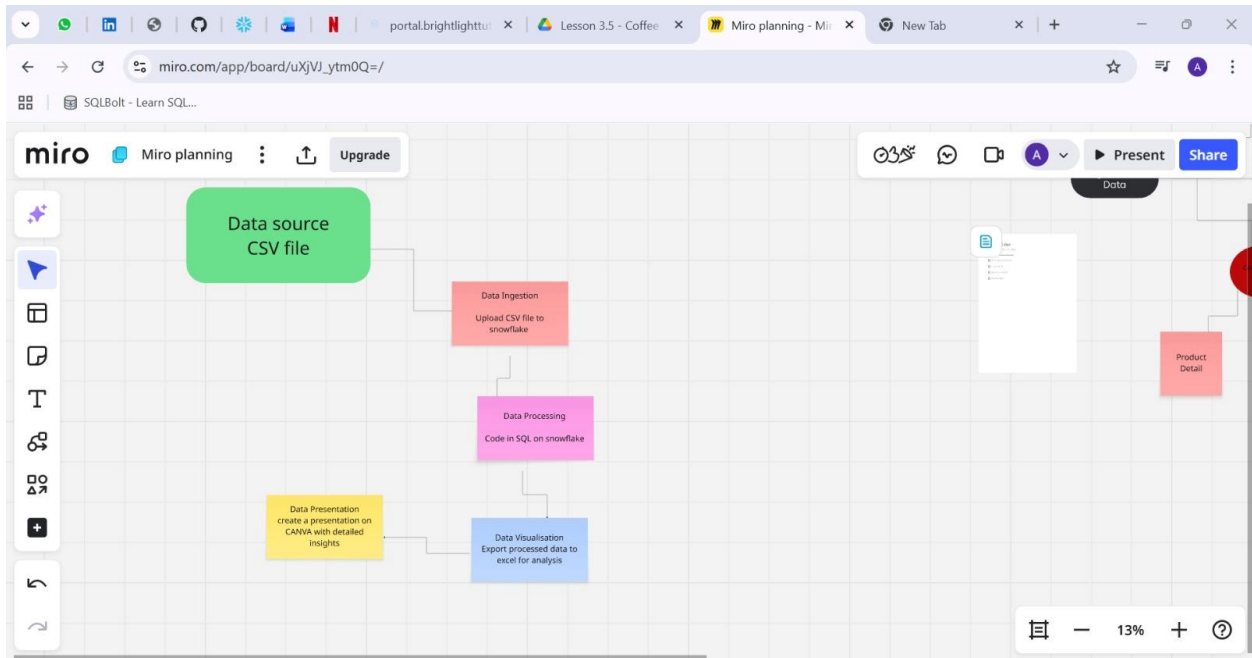 portal.brightlighttut
Lesson 3.5 - Coffee
Miro planning - Mir
New Tab
miro.com/app/board/uXjVJ_ytm0Q=/
A
SQLBolt - Learn SQL...
miro
Miro planning
Upgrade
A
Present
Share
Data
Data source
CSV file
Data Ingestion
Upload CSV file to
snowflake
Product
Detail
Data Processing
Code in SQL on snowflake
Data Presentation
create a presentation on
CANVA with detailed
insights
Data Visualisation
Export processed data to
excel for analysis
13%